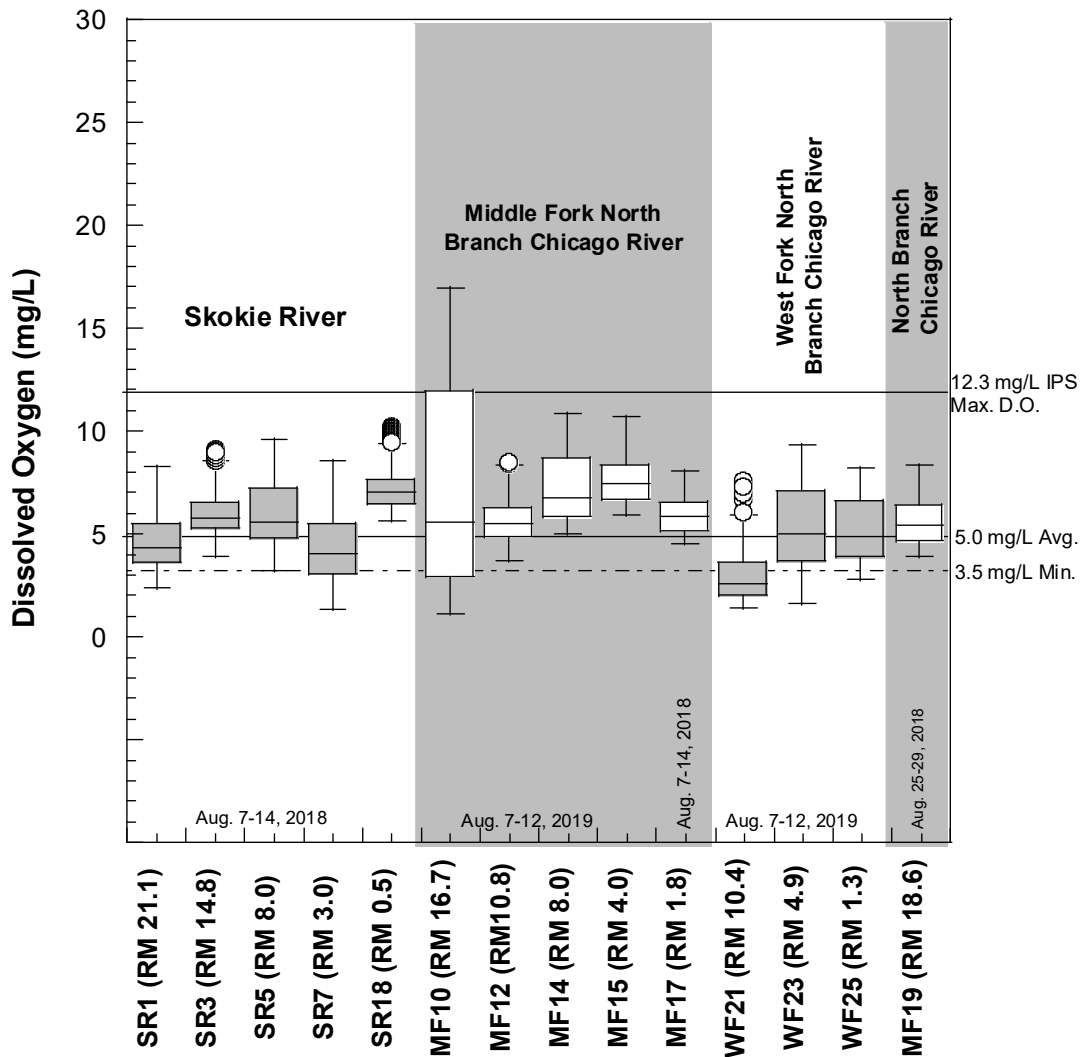 30
25
20
15
10
5
0
Dissolved Oxygen (mg/L)
Skokie River
Middle Fork North
Branch Chicago River
West Fork North
Branch Chicago River
North Branch
Chicago River
12.3 mg/L IPS
Max. D.O.
5.0 mg/L Avg.
3.5 mg/L Min.
Aug. 7-14, 2018
Aug. 7-12, 2019
Aug. 7-14, 2018
Aug. 7-12, 2019
Aug. 25-29, 2018
SR1 (RM 21.1)
SR3 (RM 14.8)
SR5 (RM 8.0)
SR7 (RM 3.0)
SR18 (RM 0.5)
MF10 (RM 16.7)
MF12 (RM10.8)
MF14 (RM 8.0)
MF15 (RM 4.0)
MF17 (RM 1.8)
WF21 (RM 10.4)
WF23 (RM 4.9)
WF25 (RM 1.3)
MF19 (RM 18.6)